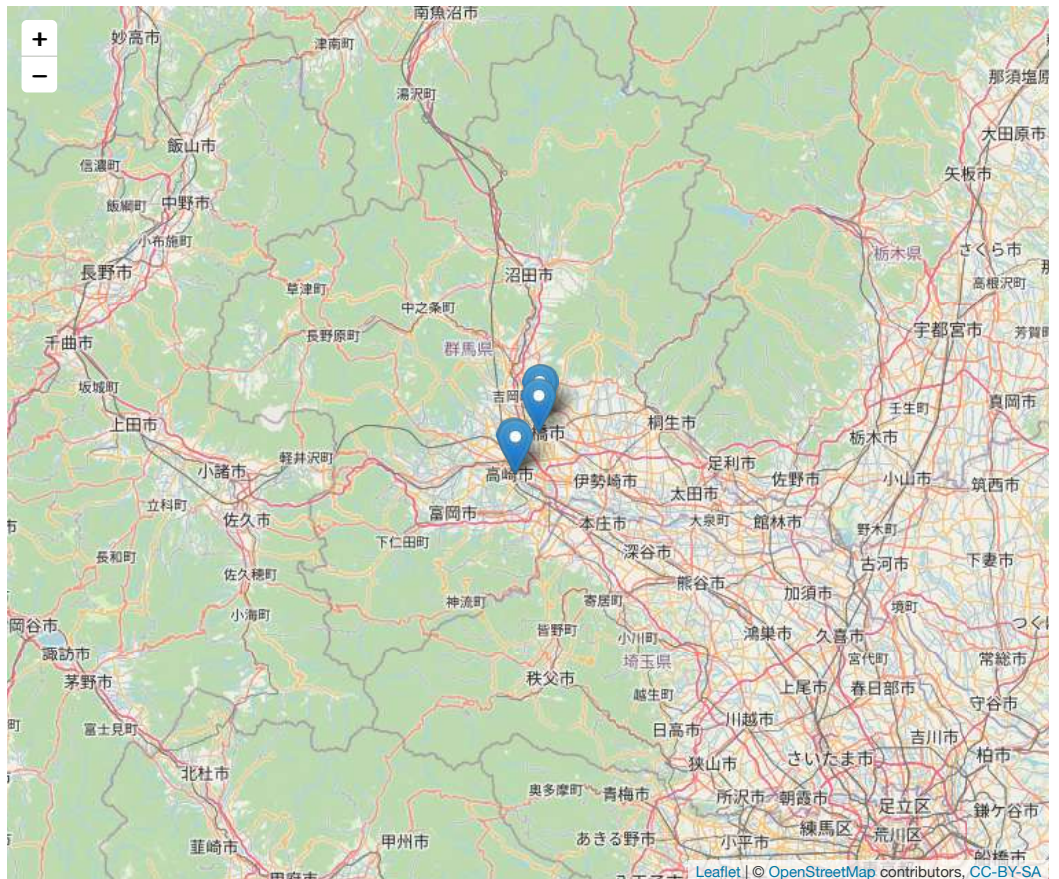 +
−
南魚沼市
妙高市
津南町
那須塩原
湯沢町
大田原市
飯山市
信濃町
矢板市
飯綱町
中野市
小布施町
さくら市
栃木県
長野市
沼田市
高根沢町
草津町
中之条町
宇都宮市
芳賀町
長野原町
千曲市
群馬県
坂城町
吉岡
真岡市
壬生町
上田市
橋市
桐生市
栃木市
軽井沢町
足利市
小諸市
高崎市
伊勢崎市
佐野市
小山市
筑西市
太田市
立科町
富岡市
佐久市
本庄市
大泉町
館林市
野木町
下仁田町
深谷市
長和町
古河市
下妻市
佐久穂町
熊谷市
加須市
神流町
寄居町
境町
小海町
岡谷市
皆野町
小川町
鴻巣市
久喜市
つく
諏訪市
埼玉県
宮代町
常総市
茅野市
秩父市
越生町
上尾市
春日部市
守谷市
町
富士見町
日高市
川越市
吉川市
北杜市
狭山市
さいたま市
柏市
奥多摩町
青梅市
所沢市
朝霞市
足立区
鎌ケ谷市
韮崎市
甲州市
あきる野市
小平市
練馬区
荒川区
船橋市
Leaflet | © OpenStreetMap contributors, CC-BY-SA